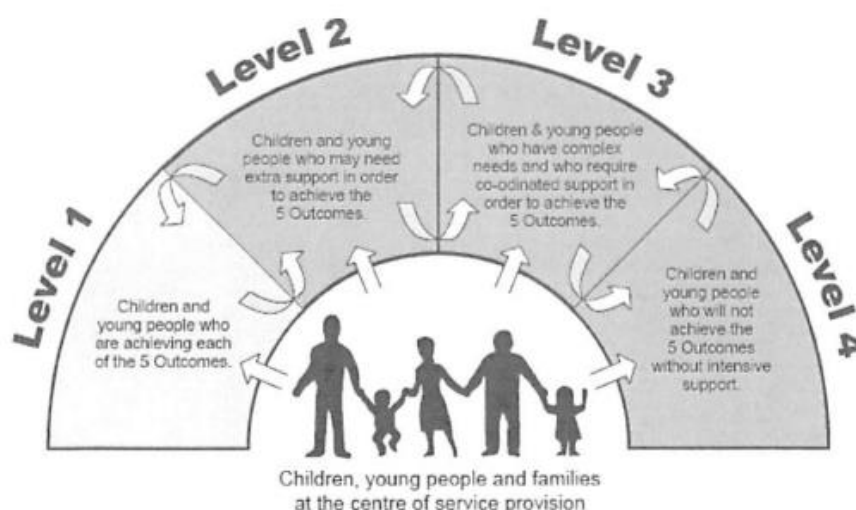 Level 1
Level 2
Level 3
Level 4
Children and
young people who
are achieving each
of the 5 Outcomes.
Children and young
people who may need
extra support in order
to achieve the
5 Outcomes.
Children & young people
who have complex
needs and who require
co-odinated support in
order to achieve the
5 Outcomes.
Children and
young people
who will not
achieve the
5 Outcomes
without intensive
support.
Children, young people and families
at the centre of service provision